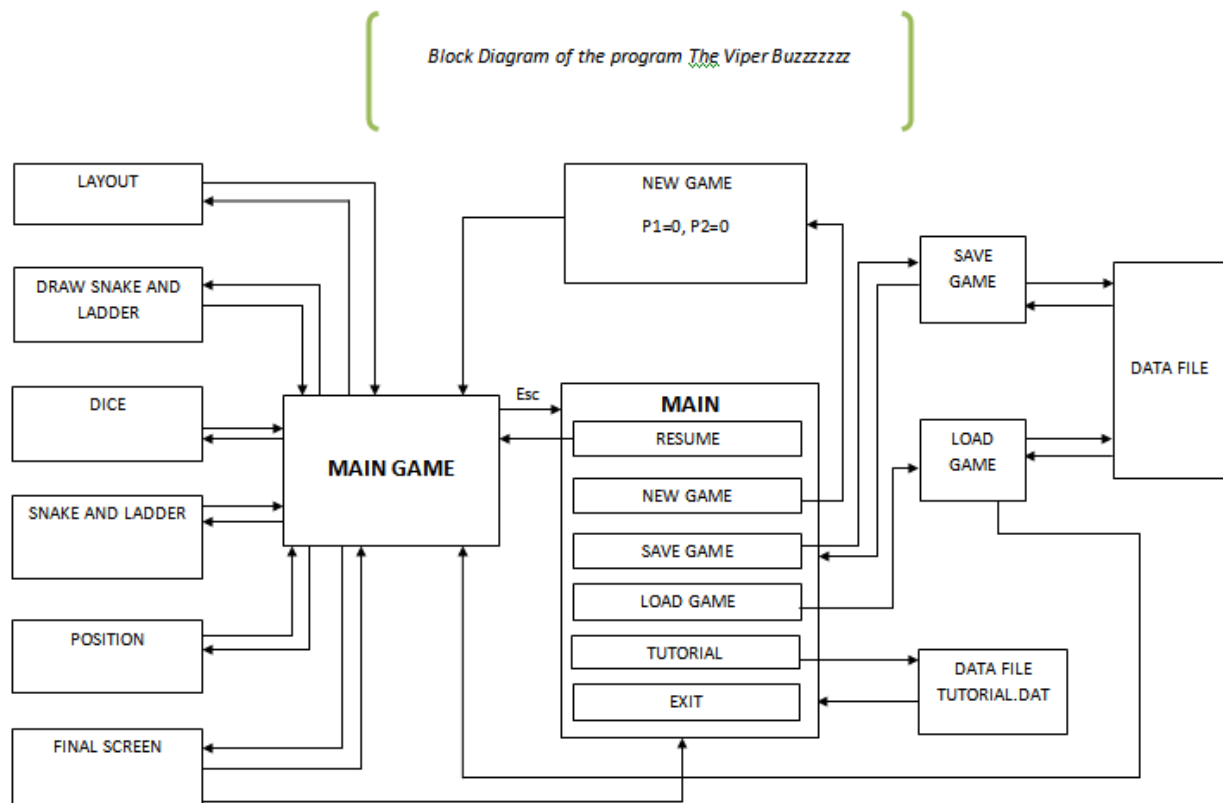 Block Diagram of the program The Viper Buzzzzzzz
LAYOUT
NEW GAME
P1=0, P2=0
SAVE
GAME
DRAW SNAKE AND
LADDER
DATA FILE
DICE
Esc
MAIN
RESUME
LOAD
GAME
MAIN GAME
NEW GAME
SNAKE AND LADDER
SAVE GAME
LOAD GAME
POSITION
TUTORIAL
DATA FILE
TUTORIAL.DAT
EXIT
FINAL SCREEN